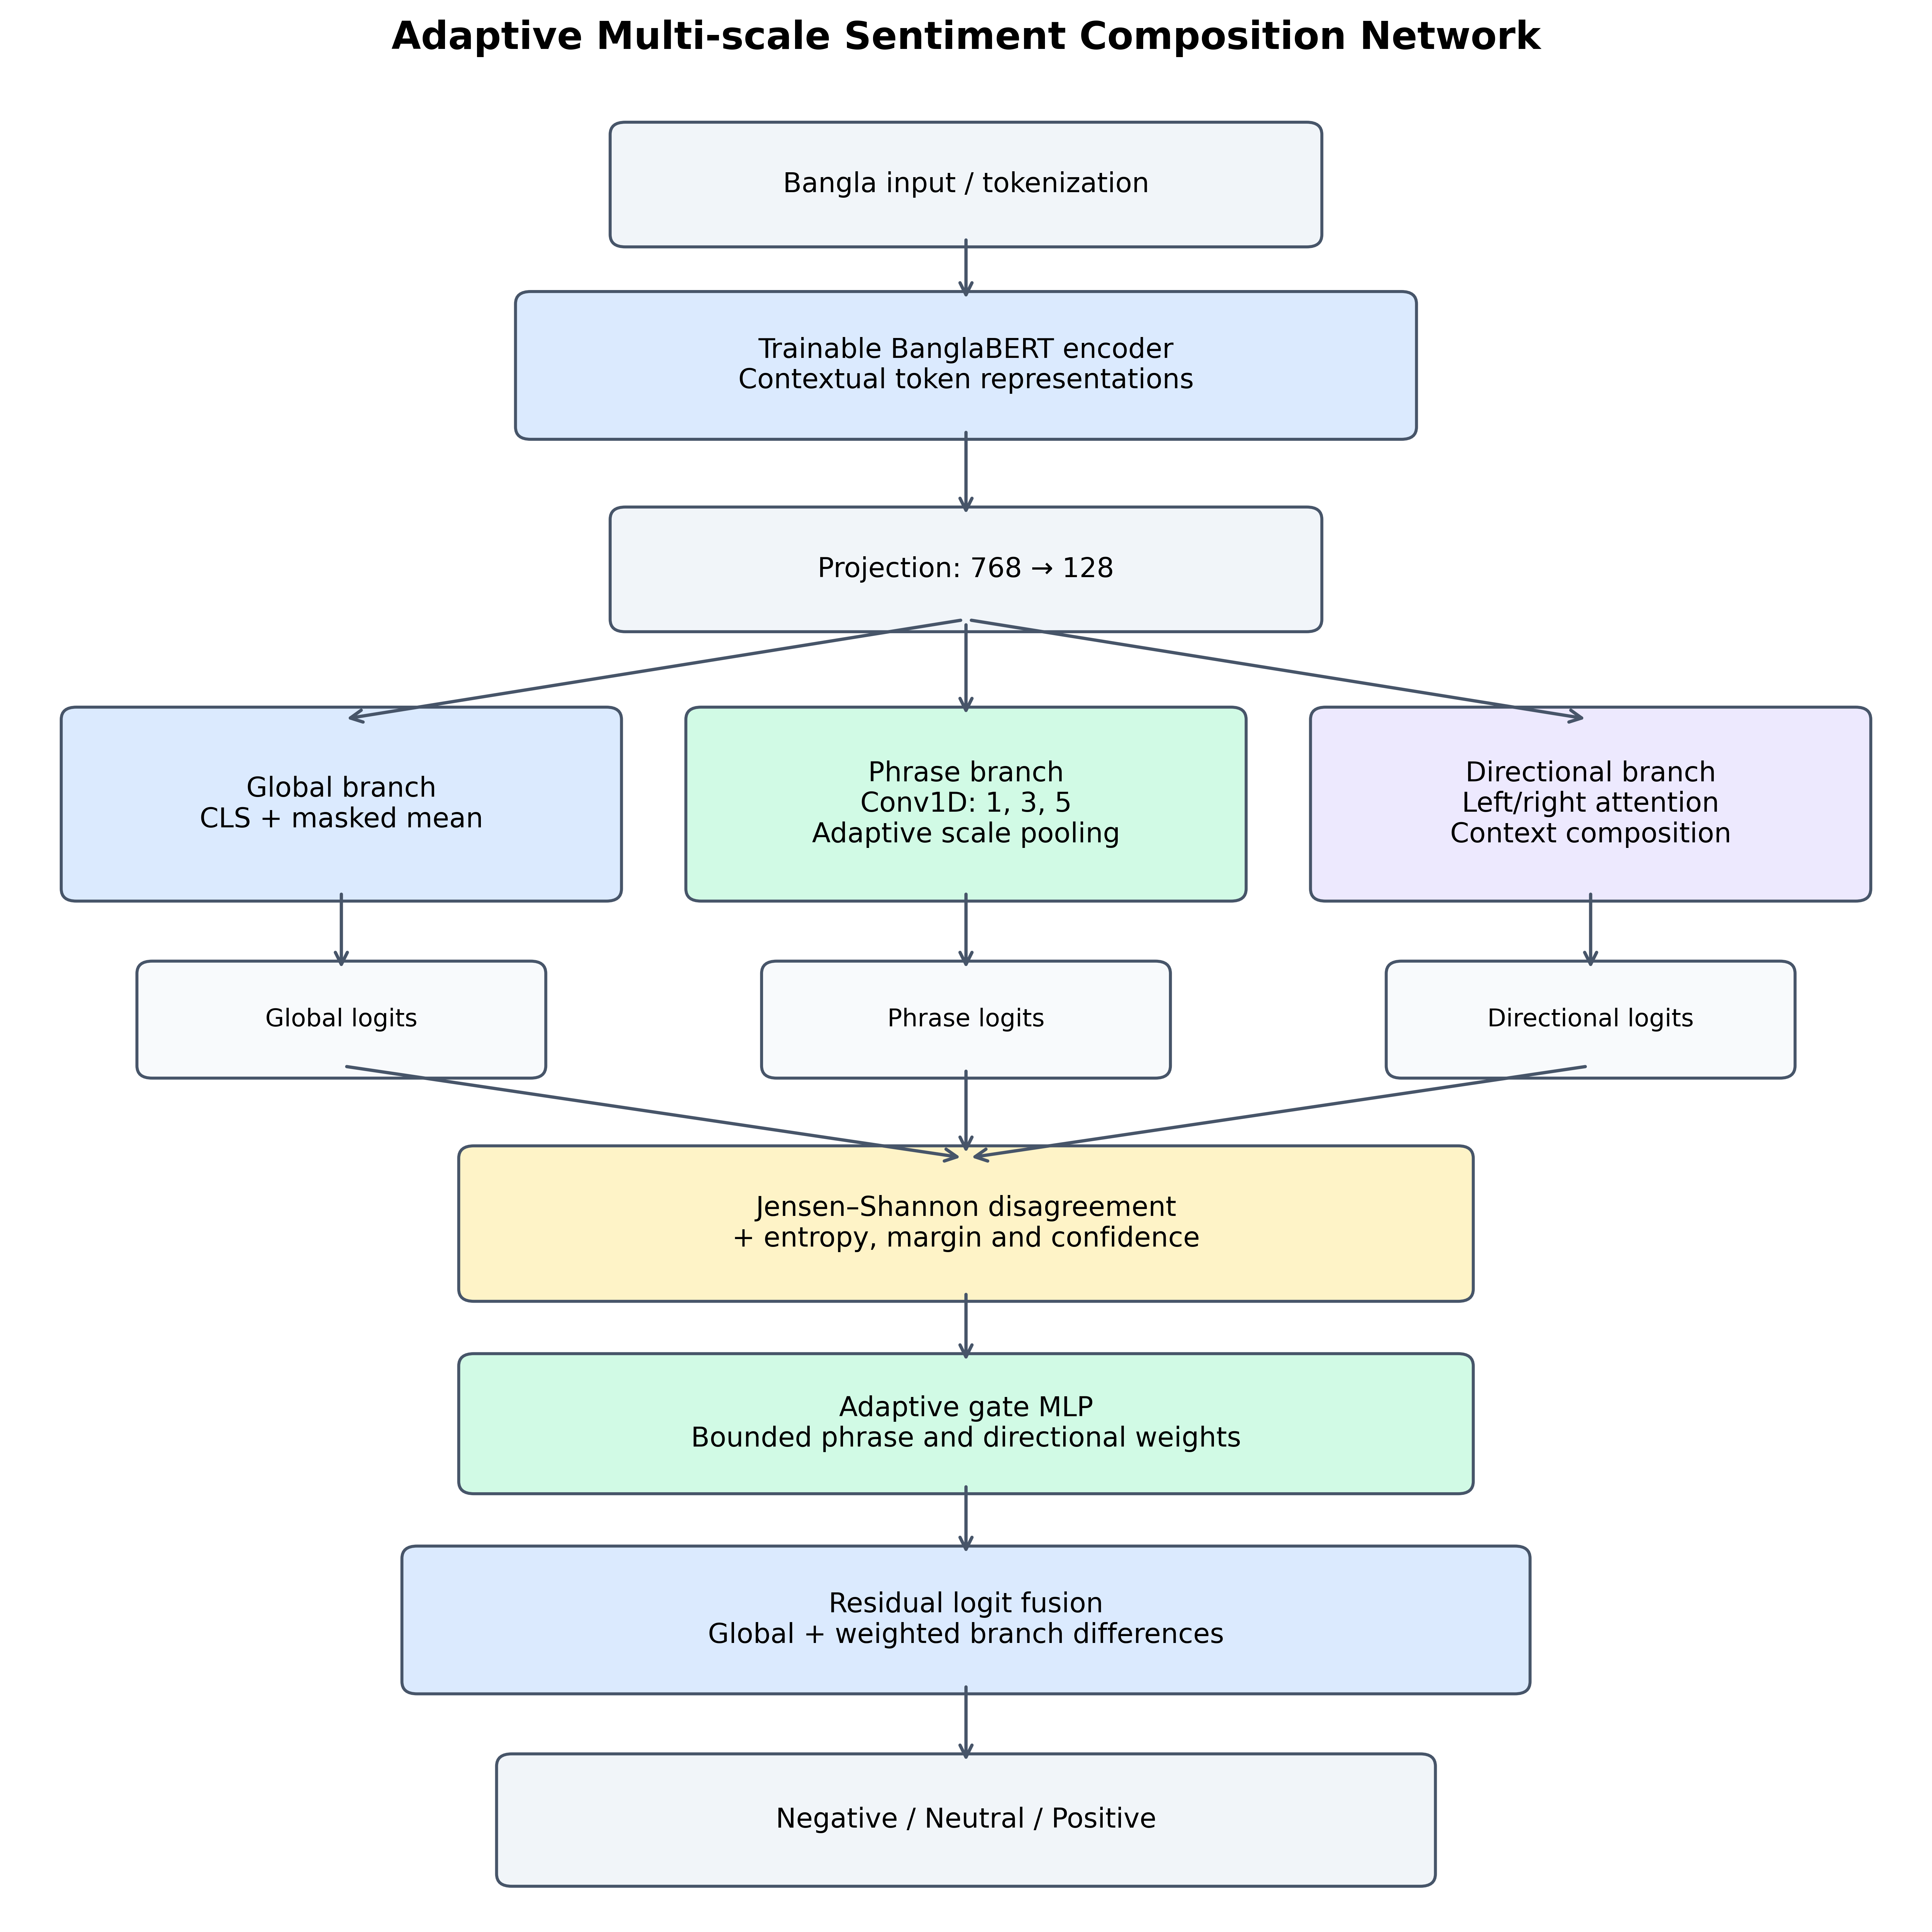 Adaptive Multi-scale Sentiment Composition Network
Bangla input / tokenization
Trainable BanglaBERT encoder
Contextual token representations
Projection: 768 → 128
Global branch
CLS + masked mean
Phrase branch
Conv1D: 1, 3, 5
Adaptive scale pooling
Directional branch
Left/right attention
Context composition
Global logits
Phrase logits
Directional logits
Jensen–Shannon disagreement
+ entropy, margin and confidence
Adaptive gate MLP
Bounded phrase and directional weights
Residual logit fusion
Global + weighted branch differences
Negative / Neutral / Positive